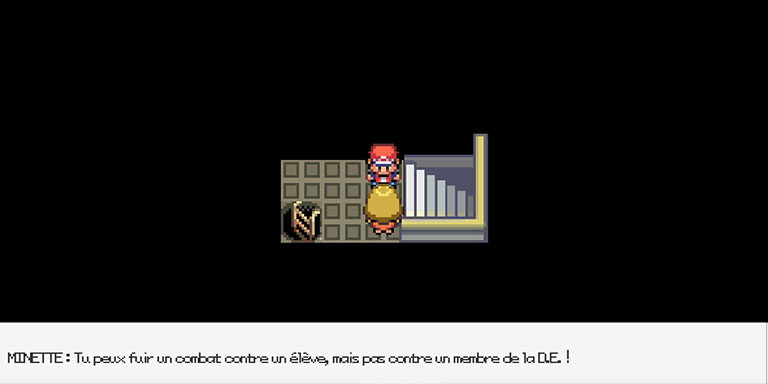 MINETTE : Tu peux fuir un combat contre un élève, mais pas contre un membre de la D.E. !